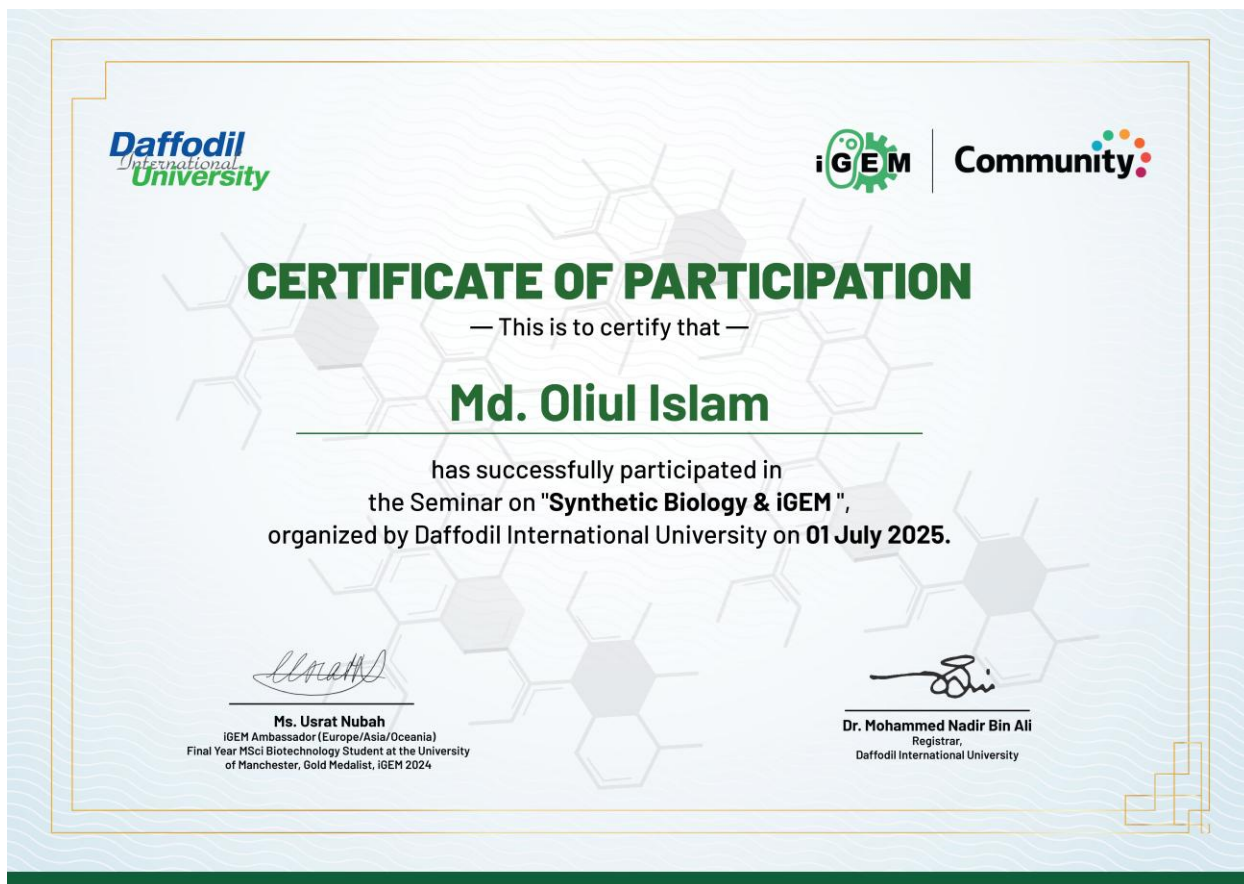 Daffodil
International
University
iGEM
Community
CERTIFICATE OF PARTICIPATION
— This is to certify that —
Md. Oliul Islam
has successfully participated in
the Seminar on "Synthetic Biology & iGEM ",
organized by Daffodil International University on 01 July 2025.
Ms. Usrat Nubah
iGEM Ambassador (Europe/Asia/Oceania)
Final Year MSci Biotechnology Student at the University
of Manchester, Gold Medalist, iGEM 2024
Dr. Mohammed Nadir Bin Ali
Registrar,
Daffodil International University